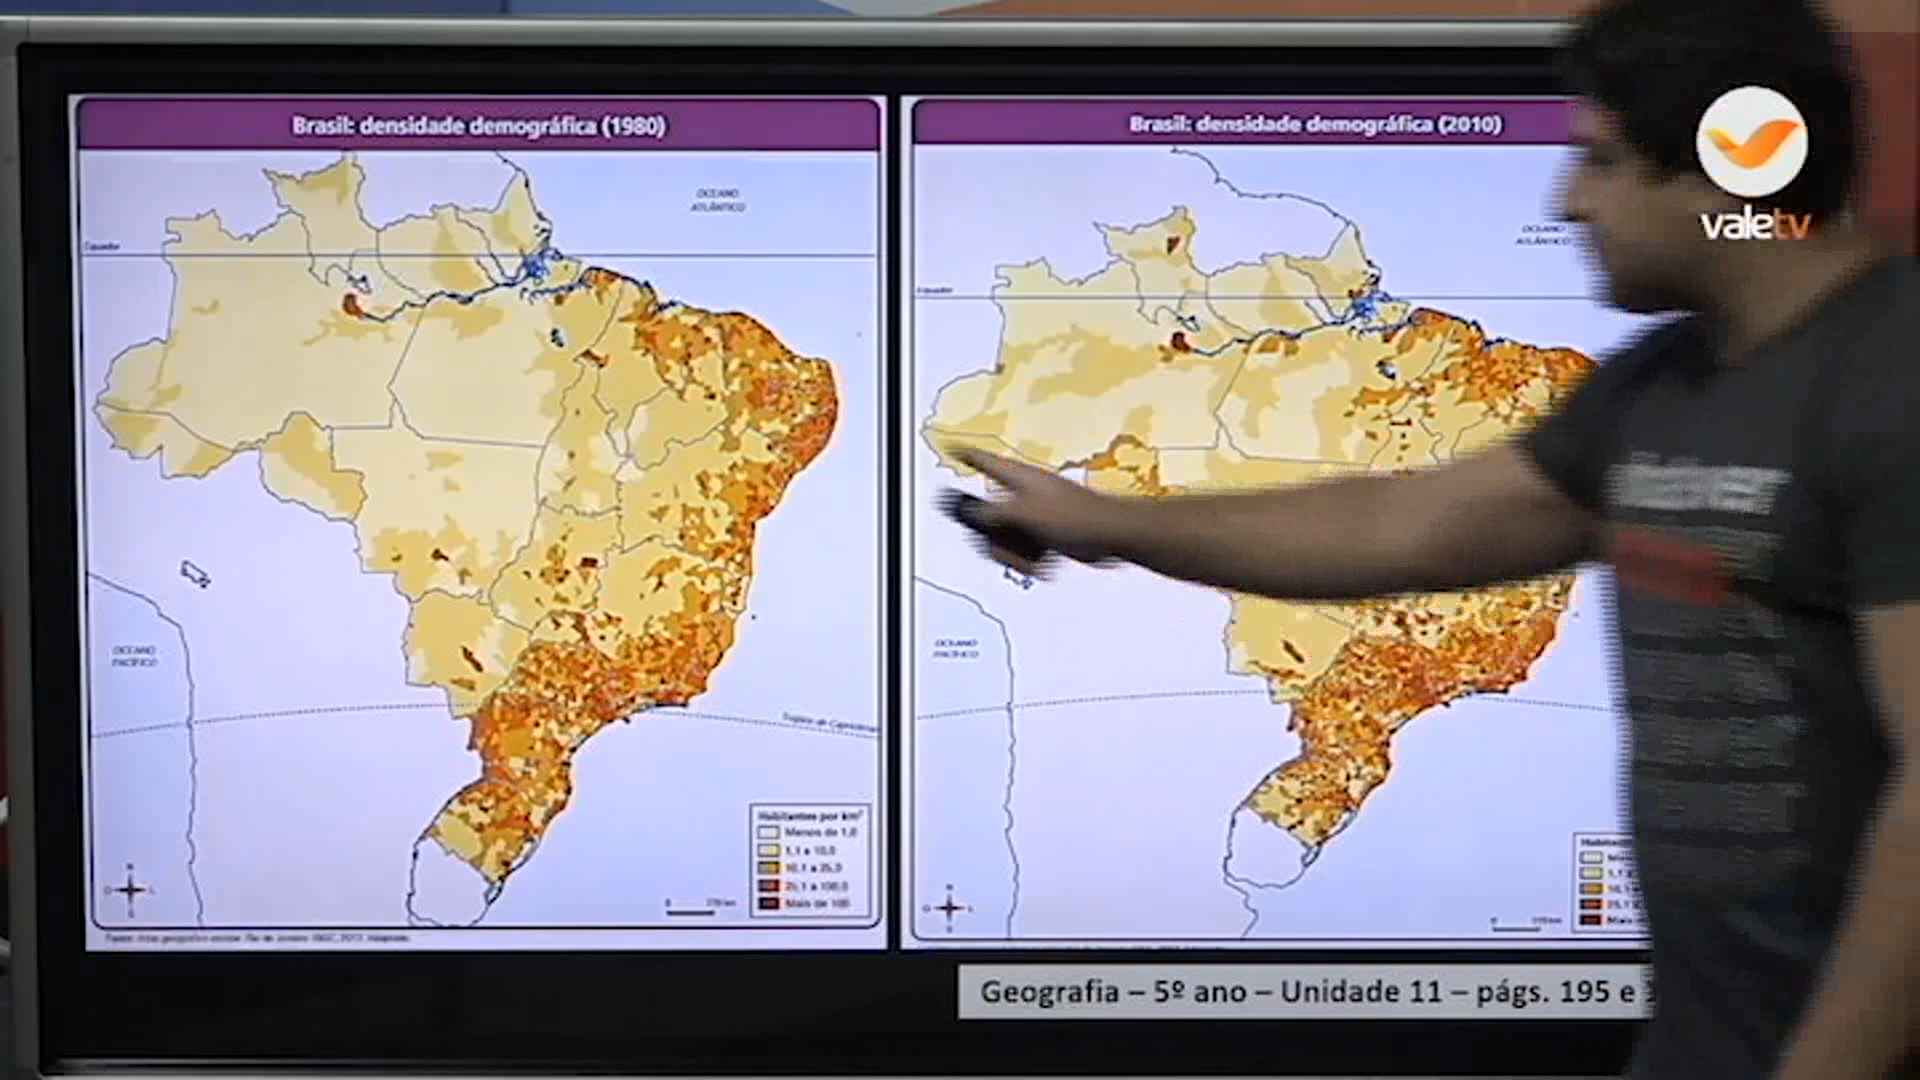 Brasil: densidade demográfica (1980)
OCEANO
ATLÂNTICO
Equador
OCEANO
PACÍFICO
Trópico de Capricórnio
Habitantes por km²
Menos de 1,0
1,1 a 10,0
10,1 a 25,0
25,1 a 100,0
Mais de 100
Brasil: densidade demográfica (2010)
OCEANO
ATLÂNTICO
Equador
OCEANO
PACÍFICO
valetv
Geografia – 5º ano – Unidade 11 – págs. 195 e